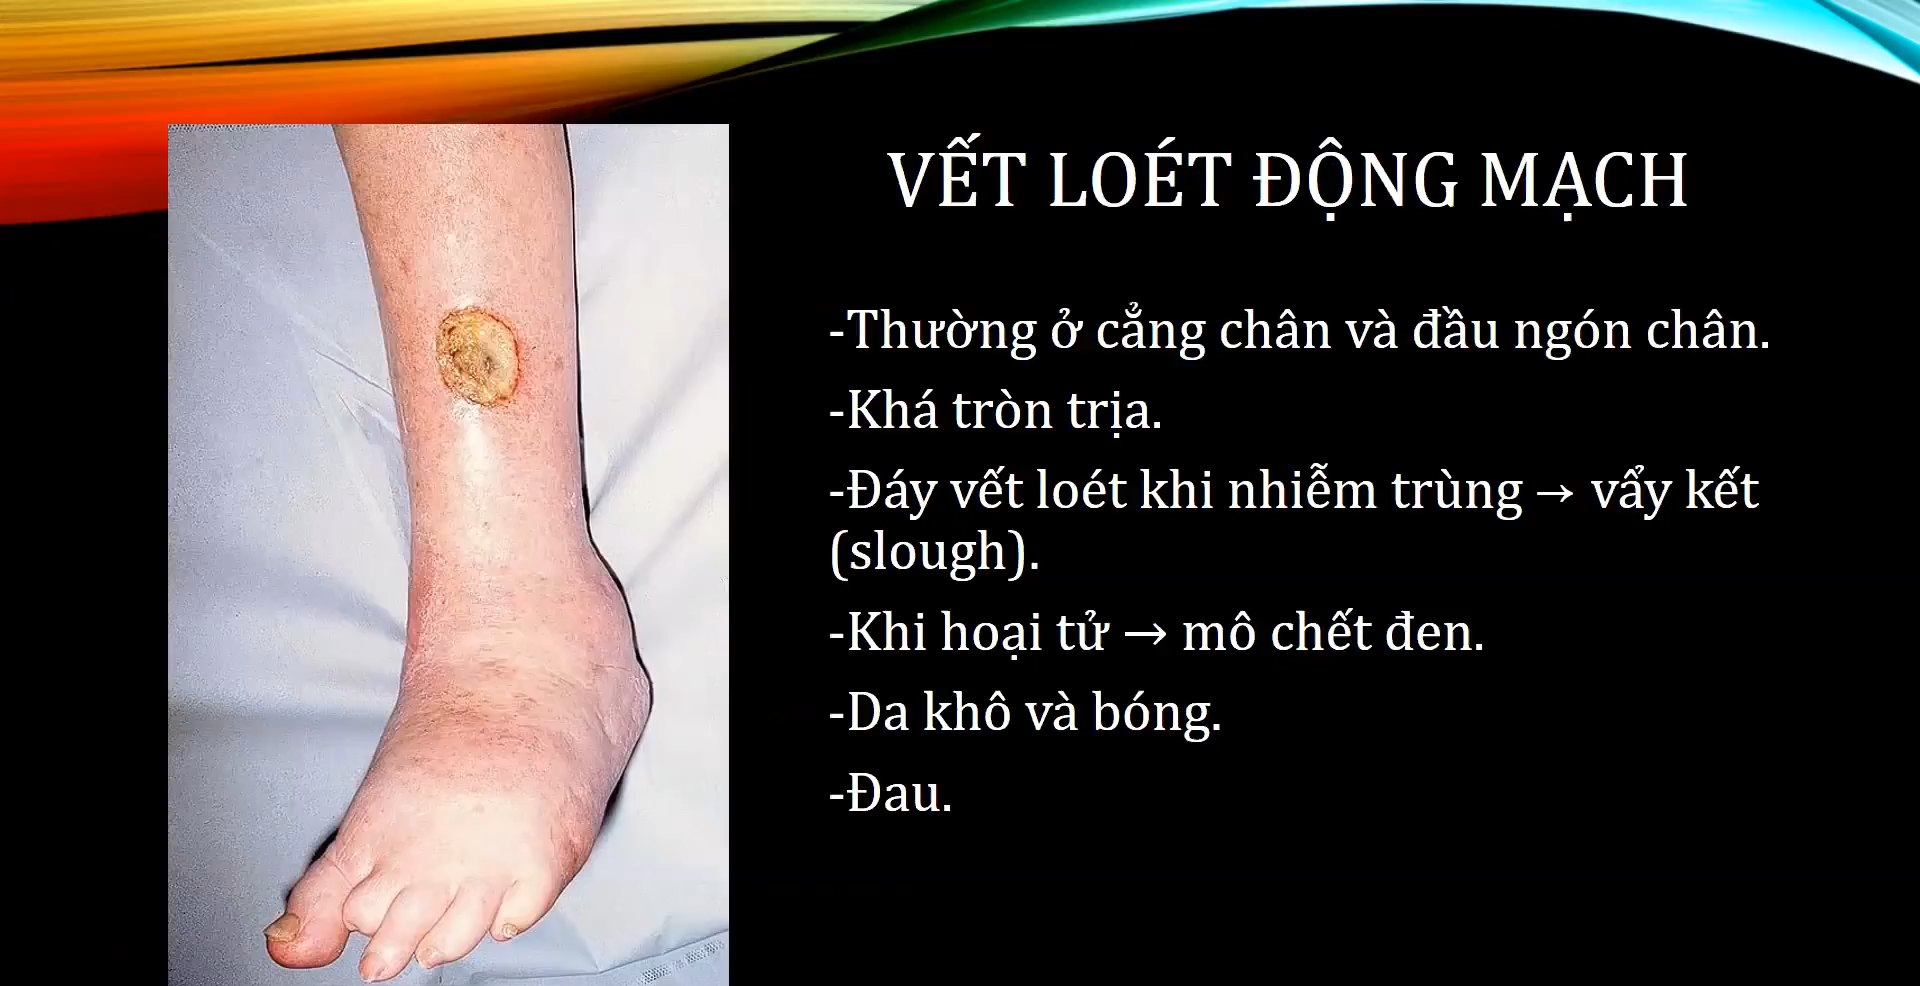 VẾT LOÉT ĐỘNG MẠCH
-Thường ở cẳng chân và đầu ngón chân.
-Khá tròn trịa.
-Đáy vết loét khi nhiễm trùng → vẩy kết
(slough).
-Khi hoại tử → mô chết đen.
-Da khô và bóng.
-Đau.